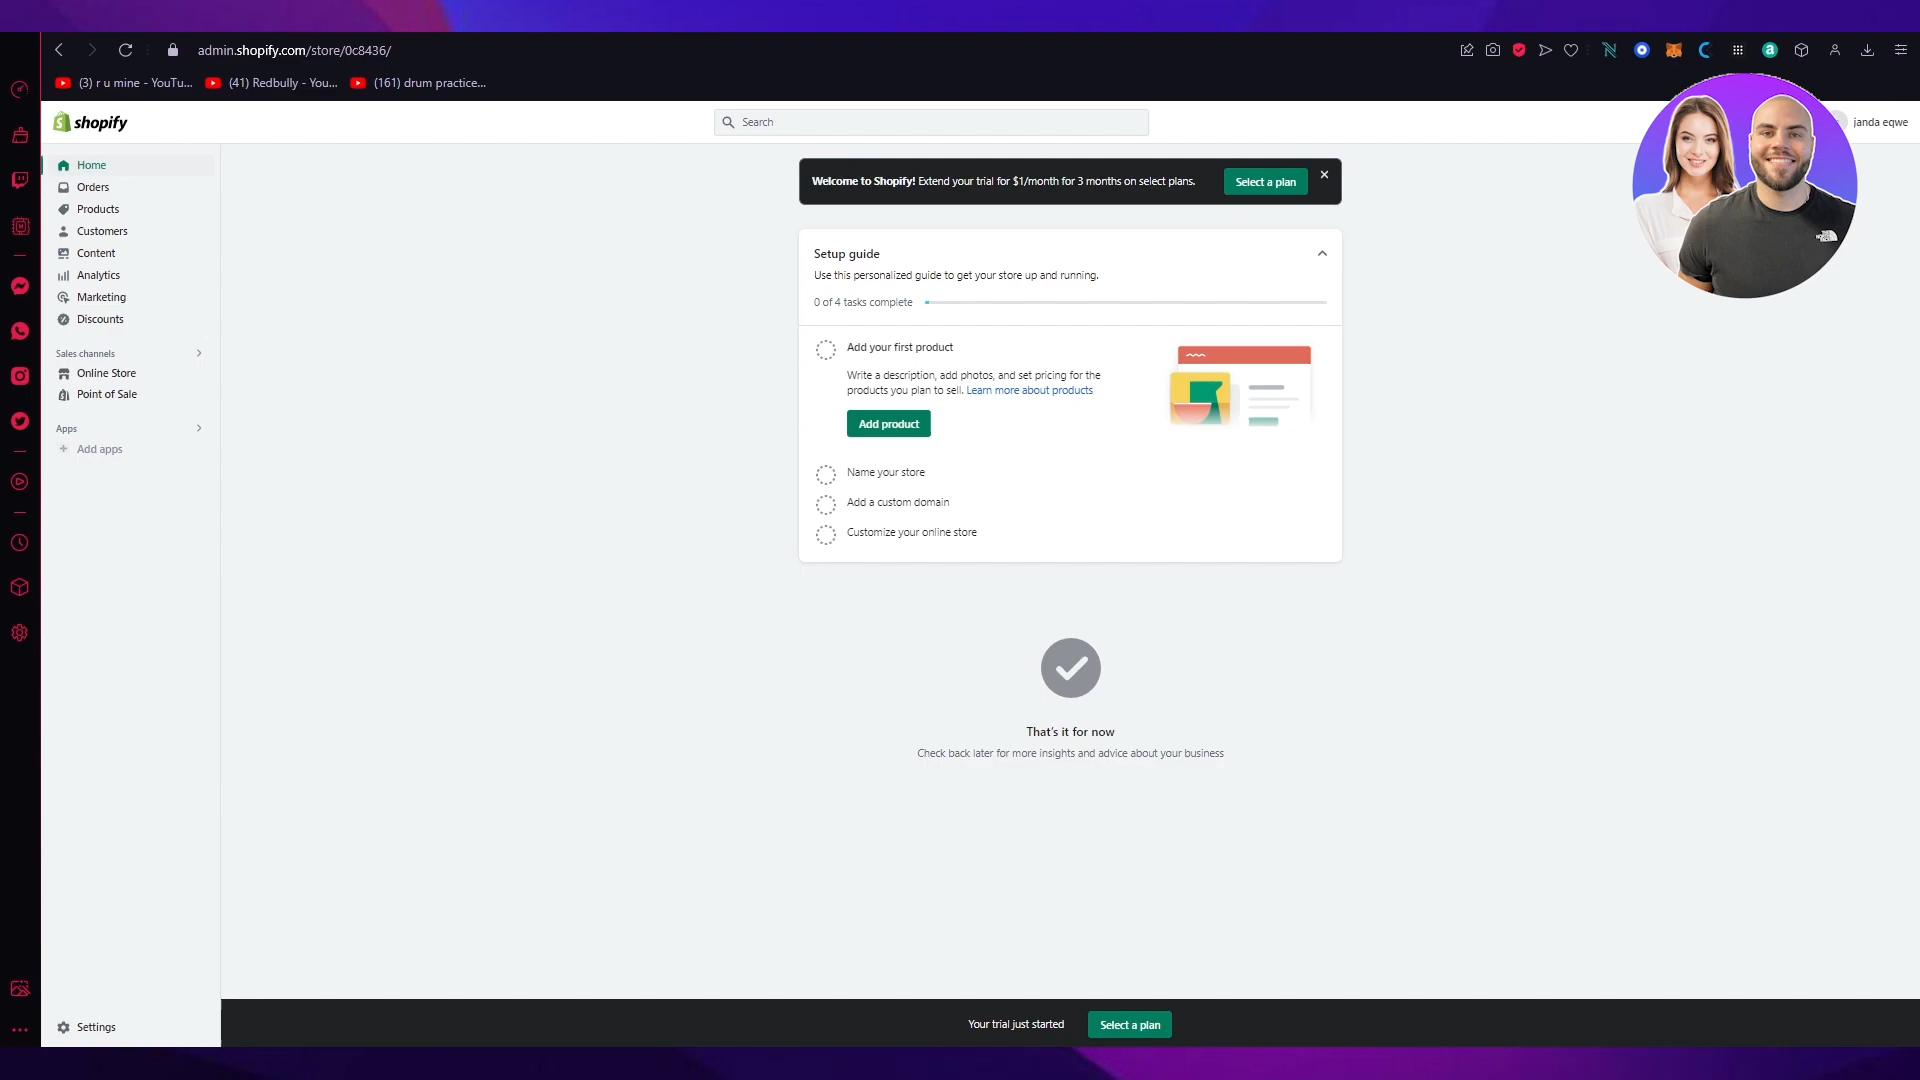 admin.shopify.com/store/0c8436/
(3) r u mine - YouTu...
(41) Redbully - You...
(161) drum practice...
shopify
Search
janda eqwe
Home
Orders
Products
Customers
Content
Analytics
Marketing
Discounts
Sales channels
Online Store
Point of Sale
Apps
Add apps
Settings
Welcome to Shopify! Extend your trial for $1/month for 3 months on select plans.
Select a plan
Setup guide
Use this personalized guide to get your store up and running.
0 of 4 tasks complete
Add your first product
Write a description, add photos, and set pricing for the
products you plan to sell. Learn more about products
Add product
Name your store
Add a custom domain
Customize your online store
That's it for now
Check back later for more insights and advice about your business
Your trial just started
Select a plan